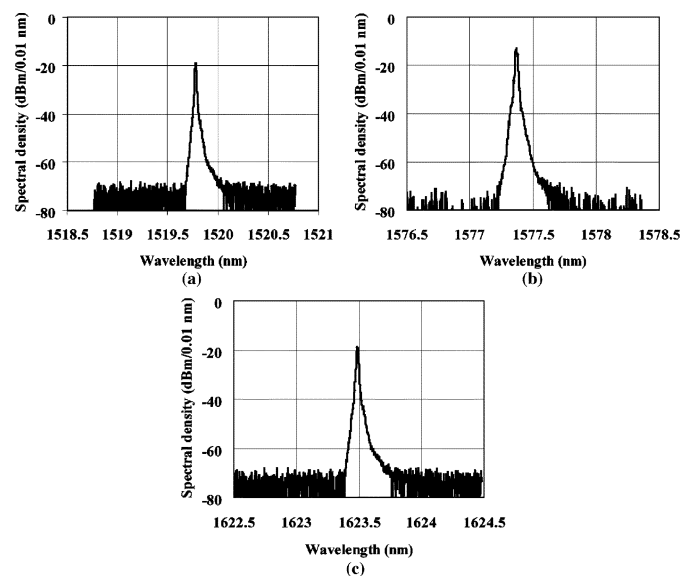 Spectral density (dBm/0.01 nm)
0
-20
-40
-60
-80
1518.5 1519 1519.5 1520 1520.5 1521
Wavelength (nm)
(a)
Spectral density (dBm/0.01 nm)
0
-20
-40
-60
-80
1576.5 1577 1577.5 1578 1578.5
Wavelength (nm)
(b)
Spectral density (dBm/0.01 nm)
0
-20
-40
-60
-80
1622.5 1623 1623.5 1624 1624.5
Wavelength (nm)
(c)